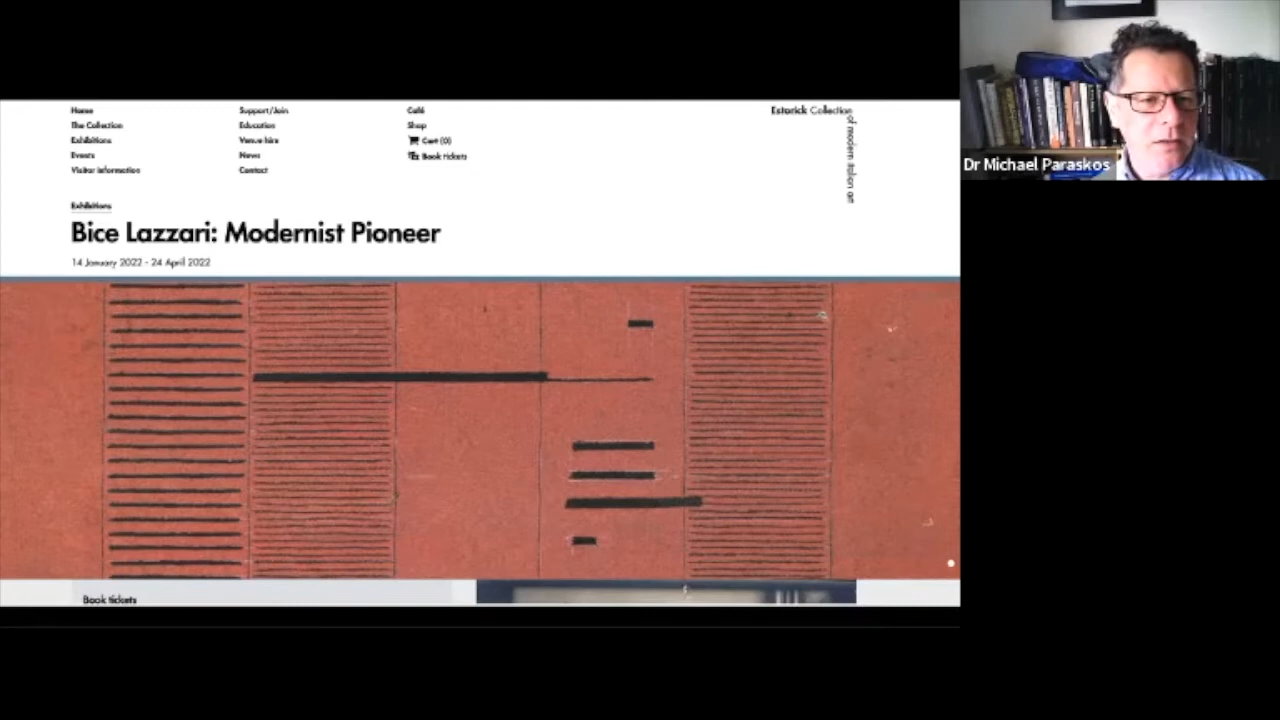 Home
The Collection
Exhibitions
Events
Visitor information
Support/Join
Education
Venue hire
News
Contact
Café
Shop
Cart (0)
Book tickets
Estorick Collection
of modern italian art
Exhibitions
Bice Lazzari: Modernist Pioneer
14 January 2022 - 24 April 2022
Book tickets
Dr Michael Paraskos